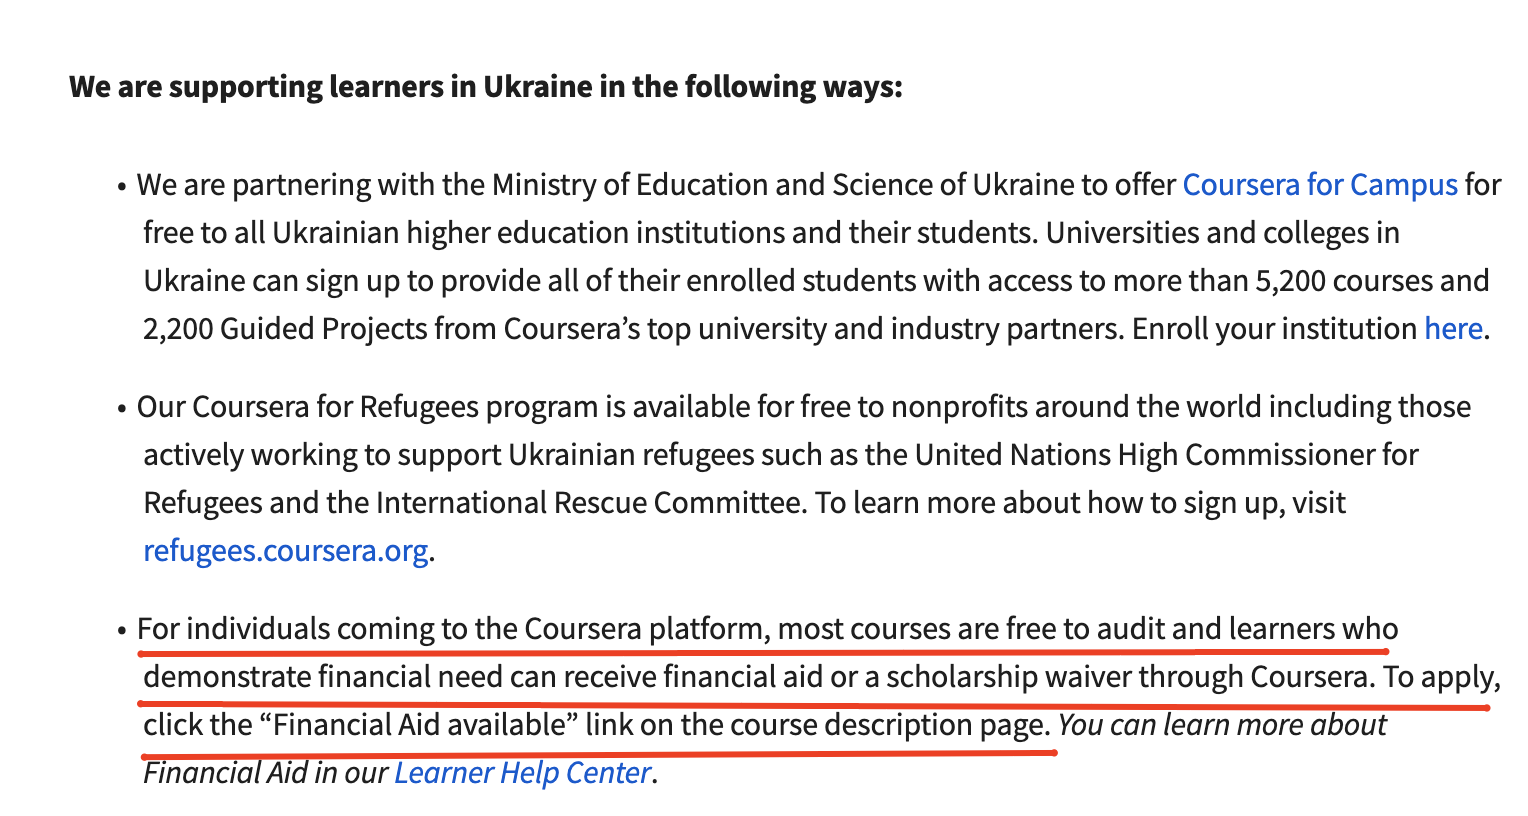 We are supporting learners in Ukraine in the following ways:
• We are partnering with the Ministry of Education and Science of Ukraine to offer Coursera for Campus for
free to all Ukrainian higher education institutions and their students. Universities and colleges in
Ukraine can sign up to provide all of their enrolled students with access to more than 5,200 courses and
2,200 Guided Projects from Coursera’s top university and industry partners. Enroll your institution here.
• Our Coursera for Refugees program is available for free to nonprofits around the world including those
actively working to support Ukrainian refugees such as the United Nations High Commissioner for
Refugees and the International Rescue Committee. To learn more about how to sign up, visit
refugees.coursera.org.
• For individuals coming to the Coursera platform, most courses are free to audit and learners who
demonstrate financial need can receive financial aid or a scholarship waiver through Coursera. To apply,
click the “Financial Aid available” link on the course description page. You can learn more about
Financial Aid in our Learner Help Center.